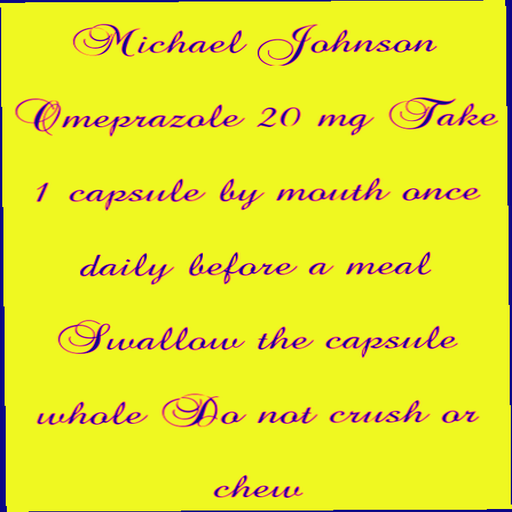 Michael Johnson
Omeprazole 20 mg Take
1 capsule by mouth once
daily before a meal
Swallow the capsule
whole Do not crush or
chew